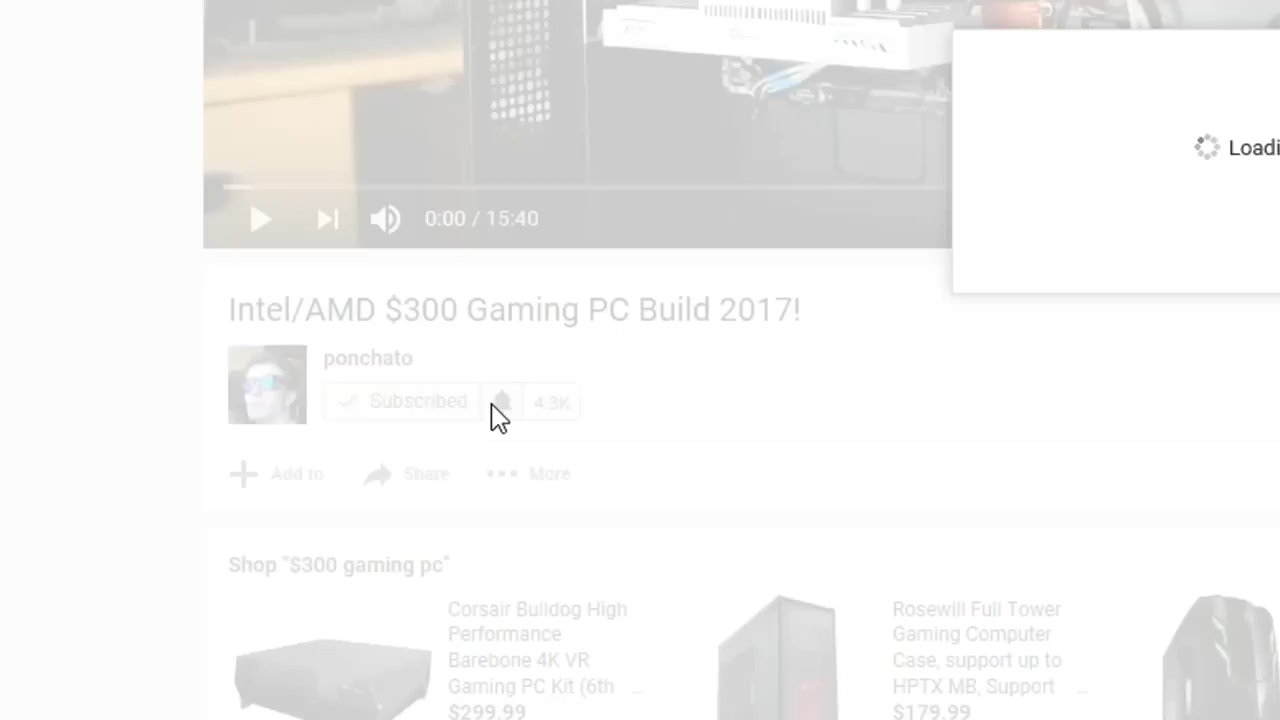 Loadi
0:00 / 15:40
Intel/AMD $300 Gaming PC Build 2017!
ponchato
Subscribed
4.3K
Add to
Share
More
Shop "$300 gaming pc"
Corsair Bulldog High
Performance
Barebone 4K VR
Gaming PC Kit (6th ...
$299.99
Rosewill Full Tower
Gaming Computer
Case, support up to
HPTX MB, Support ...
$179.99